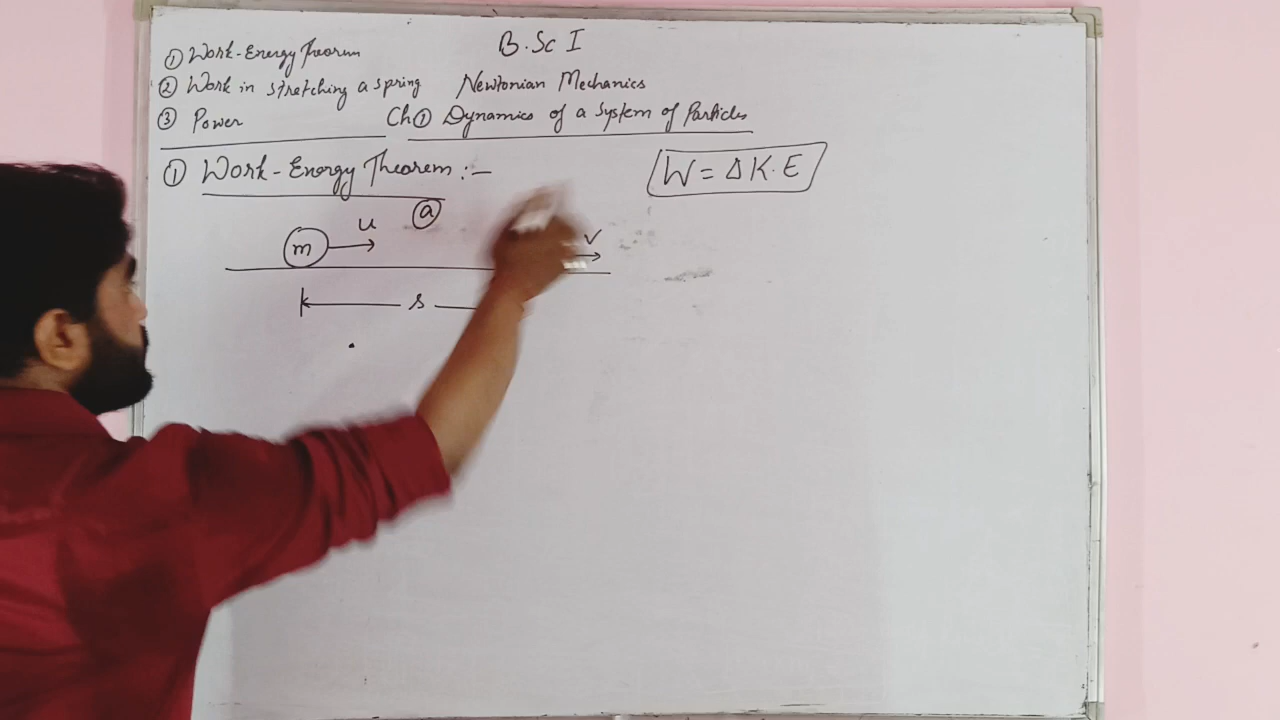 ① Work-Energy Theorem
B.Sc I
② Work in stretching a spring
Newtonian Mechanics
③ Power
Ch① Dynamics of a System of Particles
① Work-Energy Theorem :-
W = Δ K.E
a
u
m
v
s